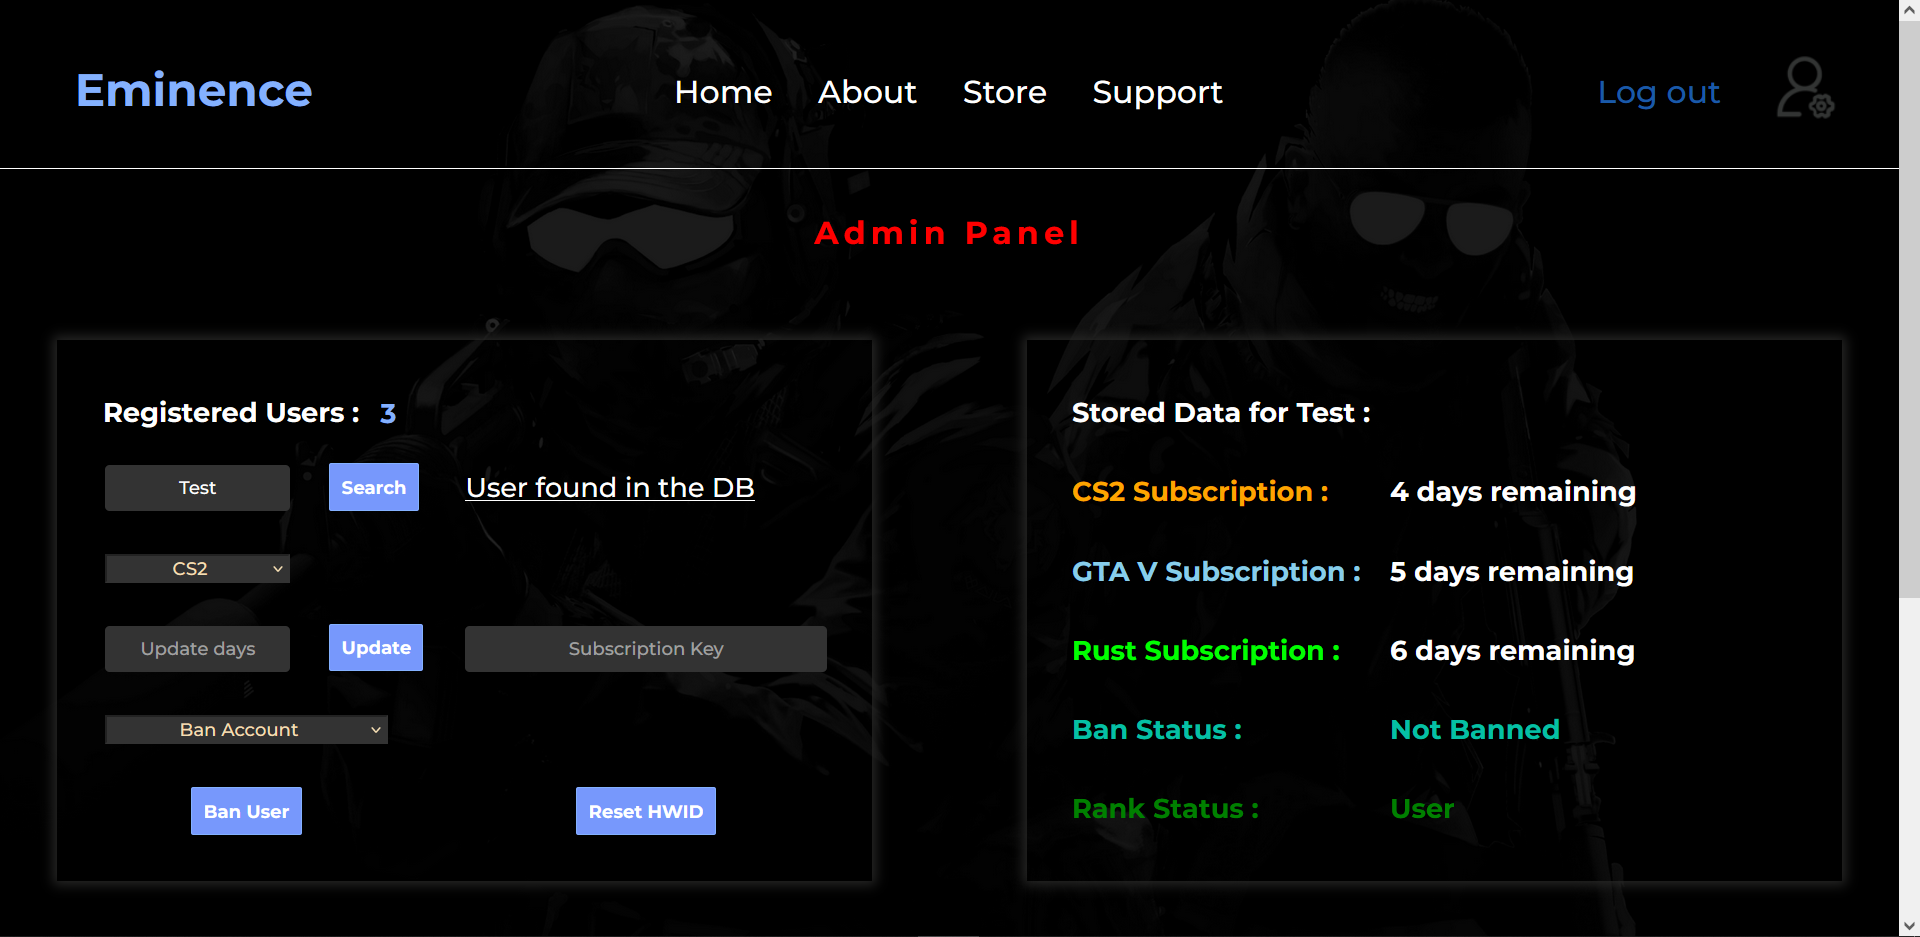 Eminence
Home About Store Support
Log out
Admin Panel
Registered Users : 3
Test Search User found in the DB
CS2
Update days Update Subscription Key
Ban Account
Ban User Reset HWID
Stored Data for Test :
CS2 Subscription : 4 days remaining
GTA V Subscription : 5 days remaining
Rust Subscription : 6 days remaining
Ban Status : Not Banned
Rank Status : User